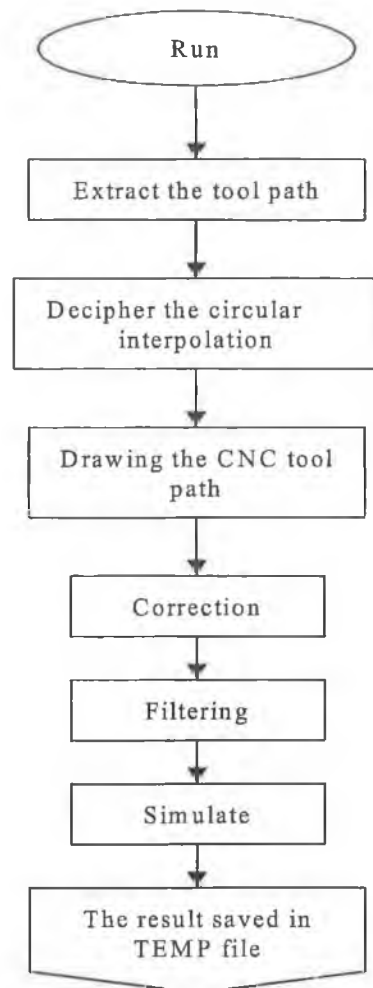 Run
Extract the tool path
Decipher the circular
interpolation
Drawing the CNC tool
path
Correction
Filtering
Simulate
The result saved in
TEMP file